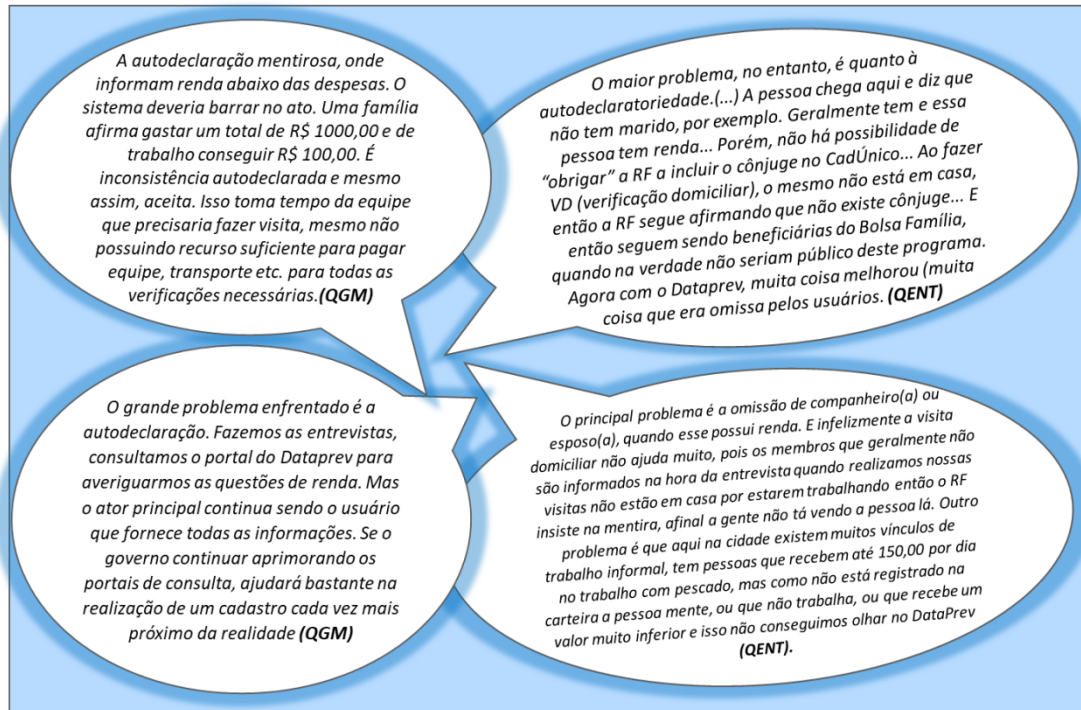 A autodeclaração mentirosa, onde
informam renda abaixo das despesas. O
sistema deveria barrar no ato. Uma família
afirma gastar um total de R$ 1000,00 e de
trabalho conseguir R$ 100,00. É
inconsistência autodeclarada e mesmo
assim, aceita. Isso toma tempo da equipe
que precisaria fazer visita, mesmo não
possuindo recurso suficiente para pagar
equipe, transporte etc. para todas as
verificações necessárias.(QGM)
O maior problema, no entanto, é quanto à
autodeclaratoriedade.(...) A pessoa chega aqui e diz que
não tem marido, por exemplo. Geralmente tem e essa
pessoa tem renda... Porém, não há possibilidade de
“obrigar” a RF a incluir o cônjuge no CadÚnico... Ao fazer
VD (verificação domiciliar), o mesmo não está em casa,
então a RF segue afirmando que não existe cônjuge... E
então seguem sendo beneficiárias do Bolsa Família,
quando na verdade não seriam público deste programa.
Agora com o Dataprev, muita coisa melhorou (muita
coisa que era omissa pelos usuários. (QENT)
O grande problema enfrentado é a
autodeclaração. Fazemos as entrevistas,
consultamos o portal do Dataprev para
averiguarmos as questões de renda. Mas
o ator principal continua sendo o usuário
que fornece todas as informações. Se o
governo continuar aprimorando os
portais de consulta, ajudará bastante na
realização de um cadastro cada vez mais
próximo da realidade (QGM)
O principal problema é a omissão de companheiro(a) ou
esposo(a), quando esse possui renda. E infelizmente a visita
domiciliar não ajuda muito, pois os membros que geralmente não
são informados na hora da entrevista quando realizamos nossas
visitas não estão em casa por estarem trabalhando então o RF
insiste na mentira, afinal a gente não tá vendo a pessoa lá. Outro
problema é que aqui na cidade existem muitos vínculos de
trabalho informal, tem pessoas que recebem até 150,00 por dia
no trabalho com pescado, mas como não está registrado na
carteira a pessoa mente, ou que não trabalha, ou que recebe um
valor muito inferior e isso não conseguimos olhar no DataPrev
(QENT).